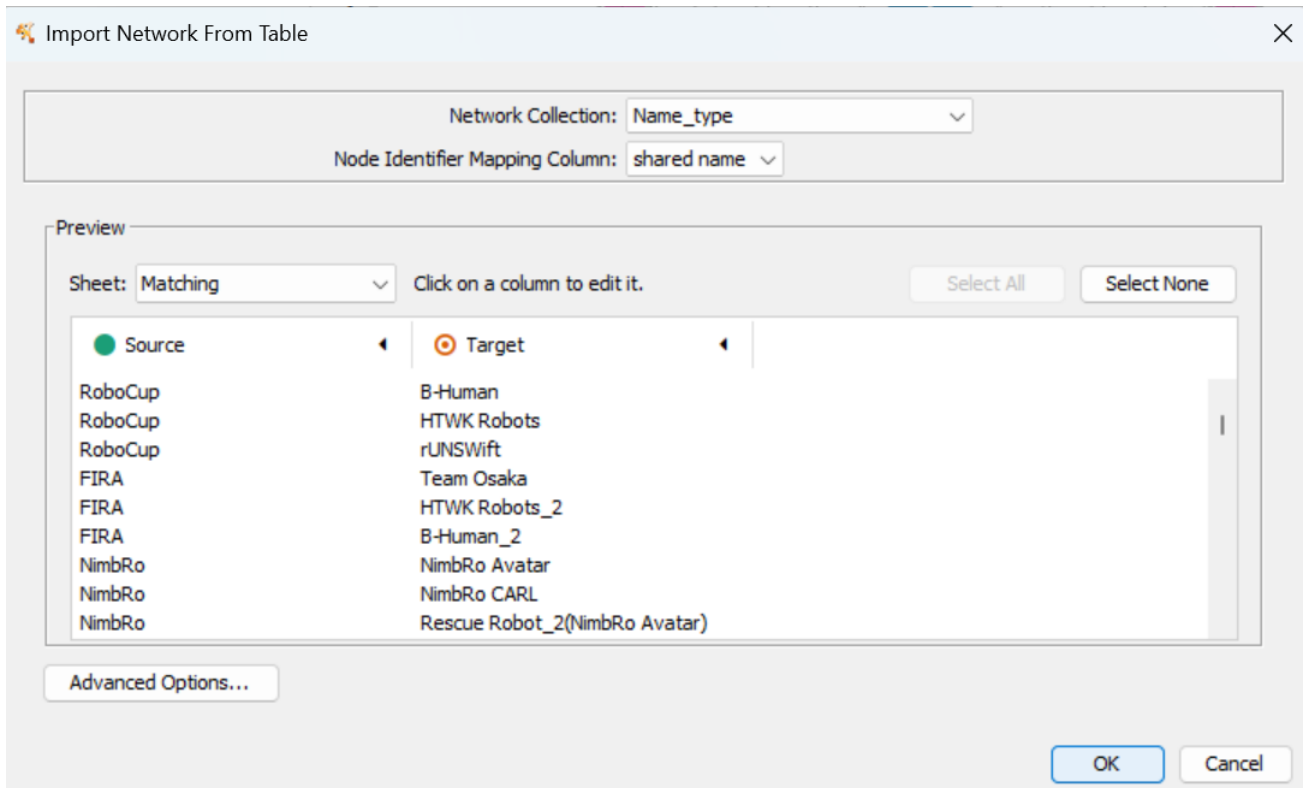 Import Network From Table
Network Collection: Name_type
Node Identifier Mapping Column: shared name
Preview
Sheet: Matching Click on a column to edit it. Select All Select None
Source Target
RoboCup B-Human
RoboCup HTWK Robots
RoboCup rUNSWift
FIRA Team Osaka
FIRA HTWK Robots_2
FIRA B-Human_2
NimbRo NimbRo Avatar
NimbRo NimbRo CARL
NimbRo Rescue Robot_2(NimbRo Avatar)
Advanced Options...
OK Cancel